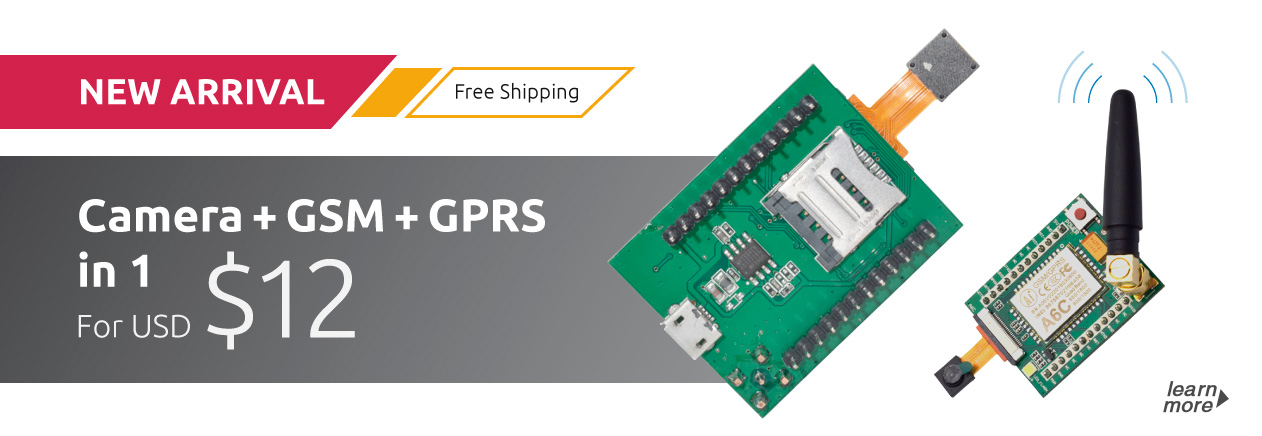 NEW ARRIVAL
Free Shipping
Camera + GSM + GPRS
in 1
For USD $12
A6C
learn
more